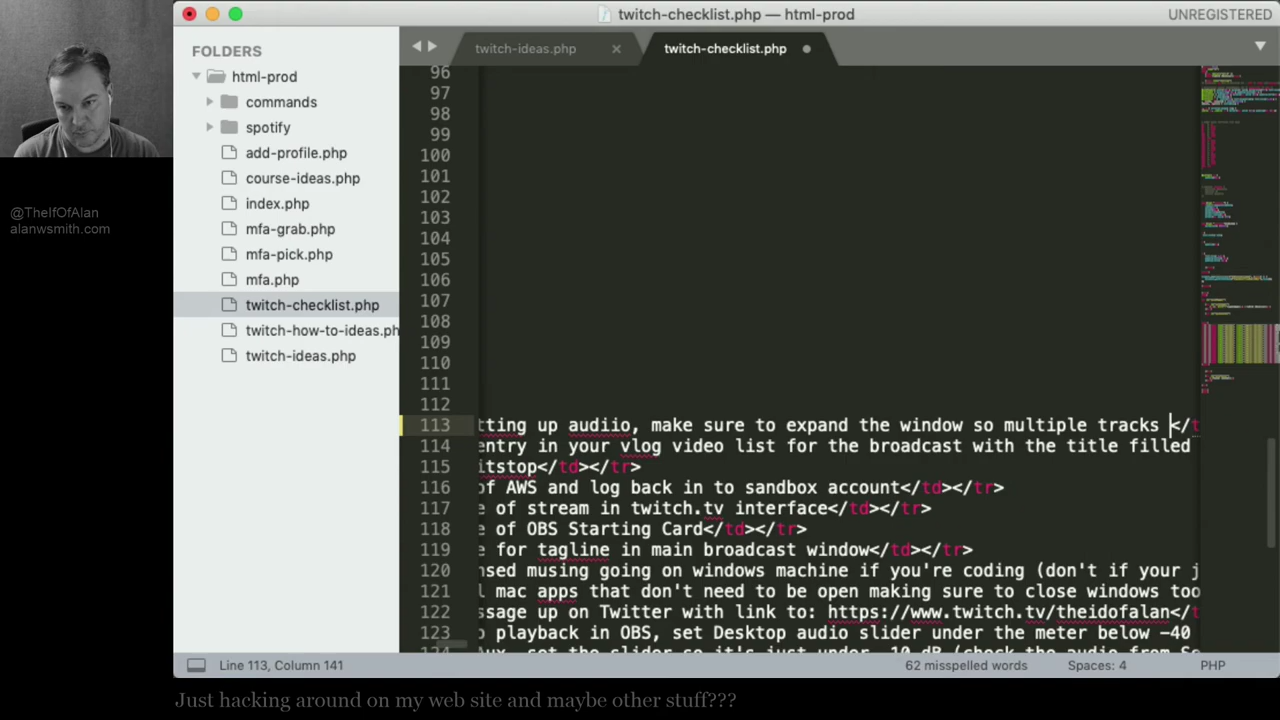 twitch-checklist.php — html-prod
UNREGISTERED
@TheIfOfAlan
alanwsmith.com
FOLDERS
html-prod
commands
spotify
add-profile.php
course-ideas.php
index.php
mfa-grab.php
mfa-pick.php
mfa.php
twitch-checklist.php
twitch-how-to-ideas.ph
twitch-ideas.php
twitch-ideas.php ×
twitch-checklist.php
96
97
98
99
100
101
102
103
104
105
106
107
108
109
110
111
112
113 tting up audiio, make sure to expand the window so multiple tracks </t
114 entry in your vlog video list for the broadcast with the title filled
115 itstop</td></tr>
116 of AWS and log back in to sandbox account</td></tr>
117 e of stream in twitch.tv interface</td></tr>
118 e of OBS Starting Card</td></tr>
119 e for tagline in main broadcast window</td></tr>
120 nsed musing going on windows machine if you're coding (don't if your j
121 l mac apps that don't need to be open making sure to close windows too
122 ssage up on Twitter with link to: https://www.twitch.tv/theidofalan</t
123 o playback in OBS, set Desktop audio slider under the meter below -40
Line 113, Column 141
62 misspelled words
Spaces: 4
PHP
Just hacking around on my web site and maybe other stuff???